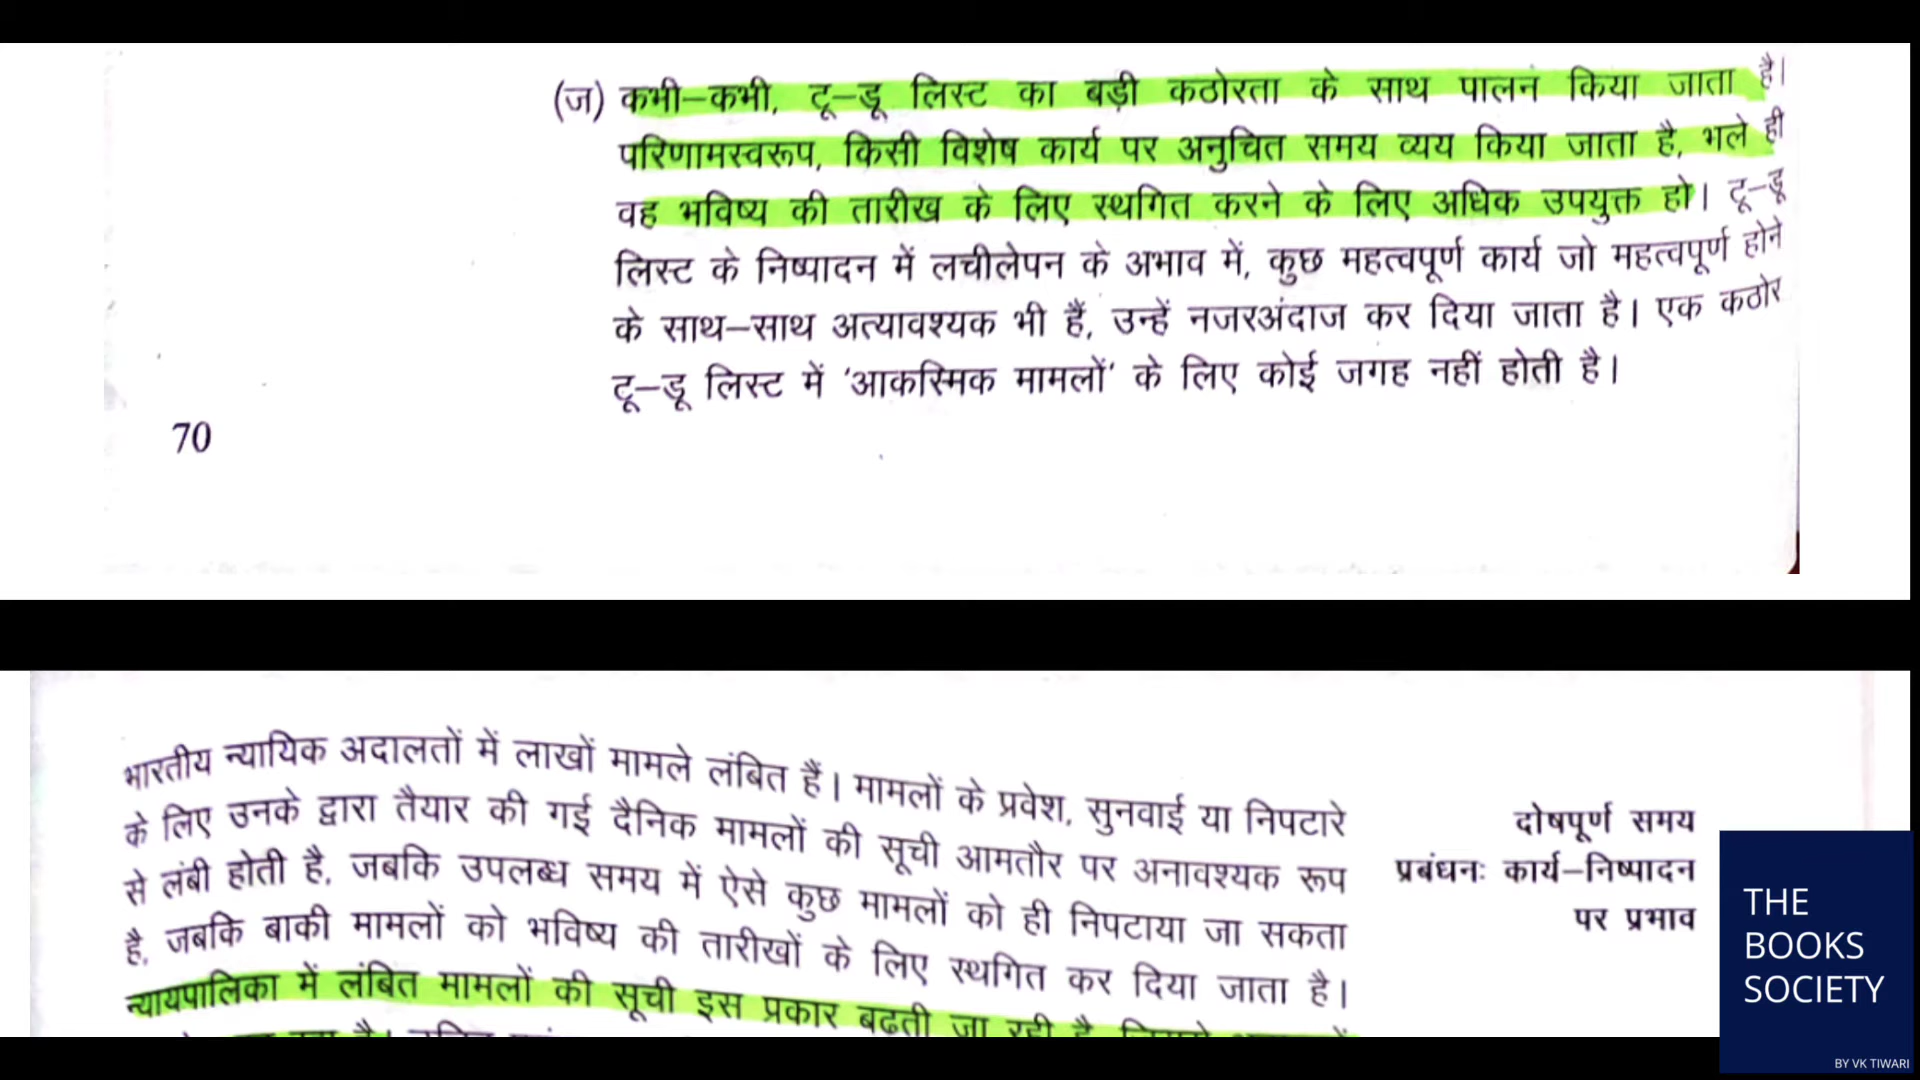 (ज) कभी–कभी, टू–डू लिस्ट का बड़ी कठोरता के साथ पालन किया जाता है।
परिणामस्वरूप, किसी विशेष कार्य पर अनुचित समय व्यय किया जाता है, भले ही
वह भविष्य की तारीख के लिए स्थगित करने के लिए अधिक उपयुक्त हो। टू–डू
लिस्ट के निष्पादन में लचीलेपन के अभाव में, कुछ महत्वपूर्ण कार्य जो महत्वपूर्ण होने
के साथ–साथ अत्यावश्यक भी हैं, उन्हें नजरअंदाज कर दिया जाता है। एक कठोर
टू–डू लिस्ट में 'आकस्मिक मामलों' के लिए कोई जगह नहीं होती है।
70
भारतीय न्यायिक अदालतों में लाखों मामले लंबित हैं। मामलों के प्रवेश, सुनवाई या निपटारे
के लिए उनके द्वारा तैयार की गई दैनिक मामलों की सूची आमतौर पर अनावश्यक रूप
से लंबी होती है, जबकि उपलब्ध समय में ऐसे कुछ मामलों को ही निपटाया जा सकता
है, जबकि बाकी मामलों को भविष्य की तारीखों के लिए स्थगित कर दिया जाता है।
न्यायपालिका में लंबित मामलों की सूची इस प्रकार बढ़ती जा रही है
दोषपूर्ण समय
प्रबंधनः कार्य–निष्पादन
पर प्रभाव
THE
BOOKS
SOCIETY
BY VK TIWARI